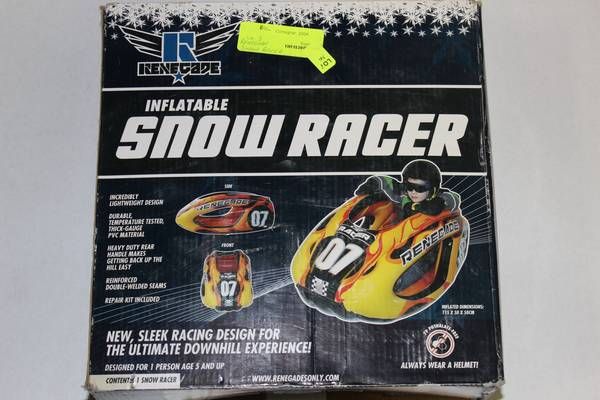 RENEGADE
Consignor 2004
INFLATABLE
SNOW RACER
INCREDIBLY
LIGHTWEIGHT DESIGN
DURABLE,
TEMPERATURE TESTED,
THICK-GAUGE
PVC MATERIAL
HEAVY DUTY REAR
HANDLE MAKES
GETTING BACK UP THE
HILL EASY
REINFORCED
DOUBLE-WELDED SEAMS
REPAIR KIT INCLUDED
SIDE
RENEGADE
07
FRONT
07
RACER
07
RENEGADE
INFLATED DIMENSIONS:
NEW, SLEEK RACING DESIGN FOR
THE ULTIMATE DOWNHILL EXPERIENCE!
DESIGNED FOR 1 PERSON AGE 5 AND UP
CONTENTS: 1 SNOW RACER
WWW.RENEGADESONLY.COM
ALWAYS WEAR A HELMET!